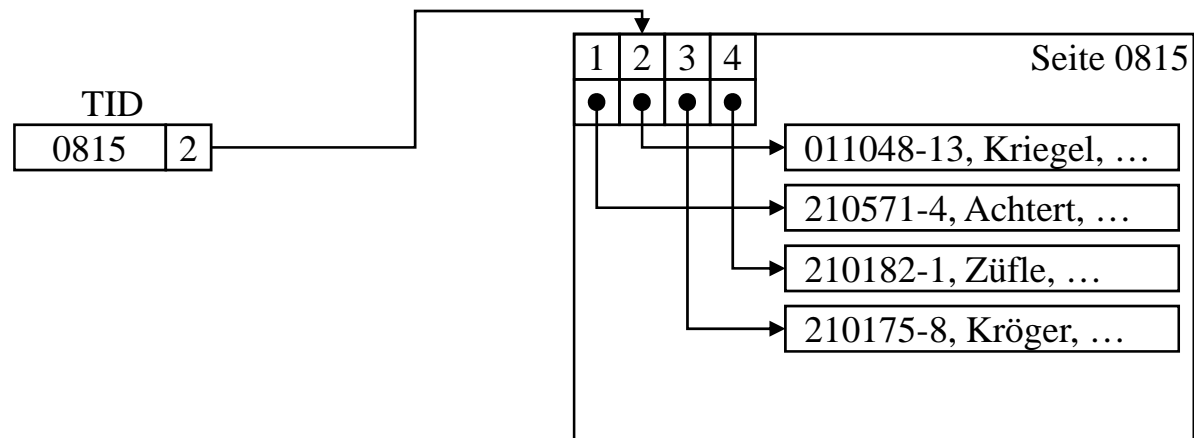 1 2 3 4
Seite 0815
TID
0815 2
011048-13, Kriegel, …
210571-4, Achtert, …
210182-1, Züfle, …
210175-8, Kröger, …